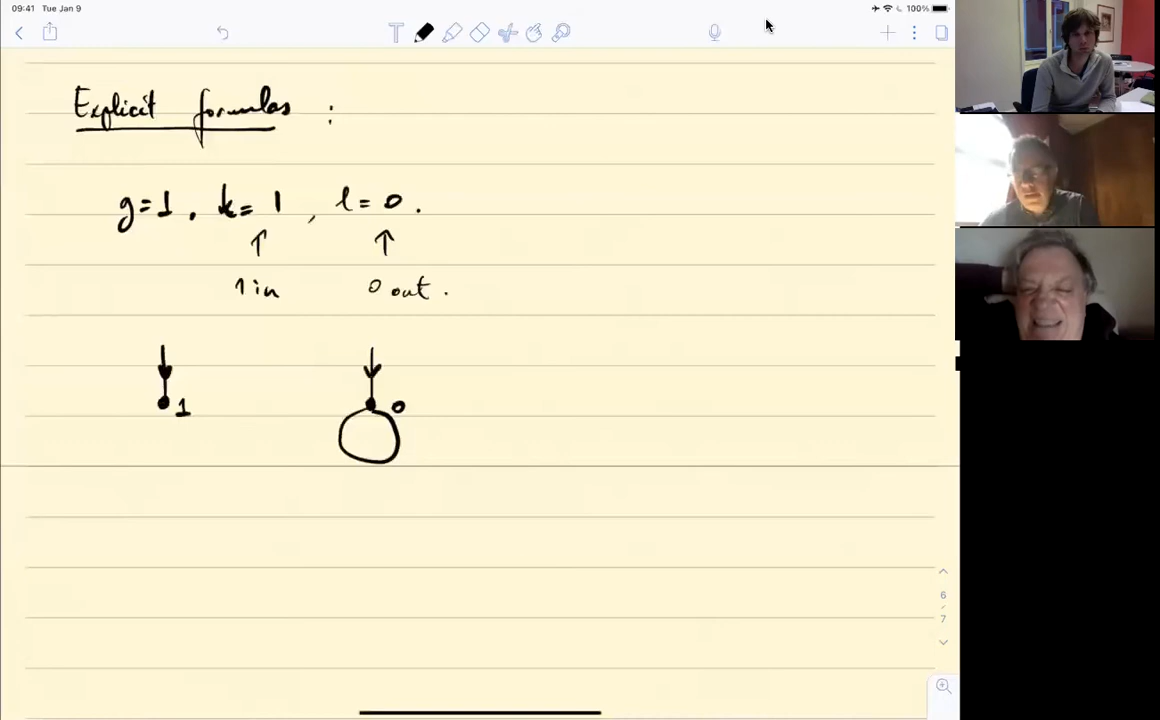 09:41 Tue Jan 9 100%
T
Explicit formulas :
g=1, k=1, l=0.
↑ ↑
1 in 0 out.
1 0
6
/
7